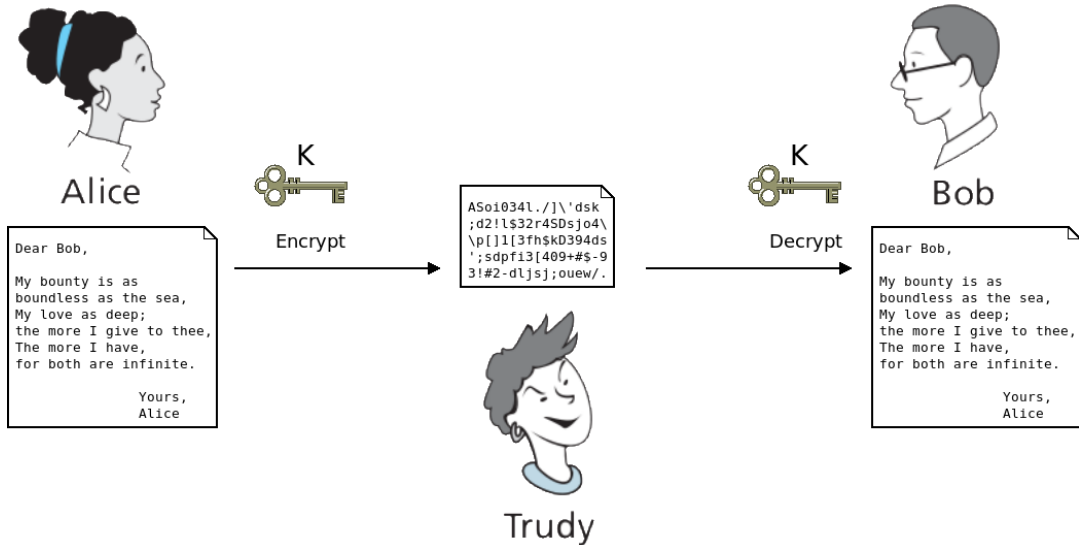 K
K
Alice
Bob
Encrypt
Decrypt
Dear Bob,
My bounty is as
boundless as the sea,
My love as deep;
the more I give to thee,
The more I have,
for both are infinite.
Yours,
Alice
ASoi034l./]\'dsk
;d2!l$32r4SDsjo4\
\p[]1[3fh$kD394ds
';sdpfi3[409+#$-9
3!#2-dljsj;ouew/.
Dear Bob,
My bounty is as
boundless as the sea,
My love as deep;
the more I give to thee,
The more I have,
for both are infinite.
Yours,
Alice
Trudy